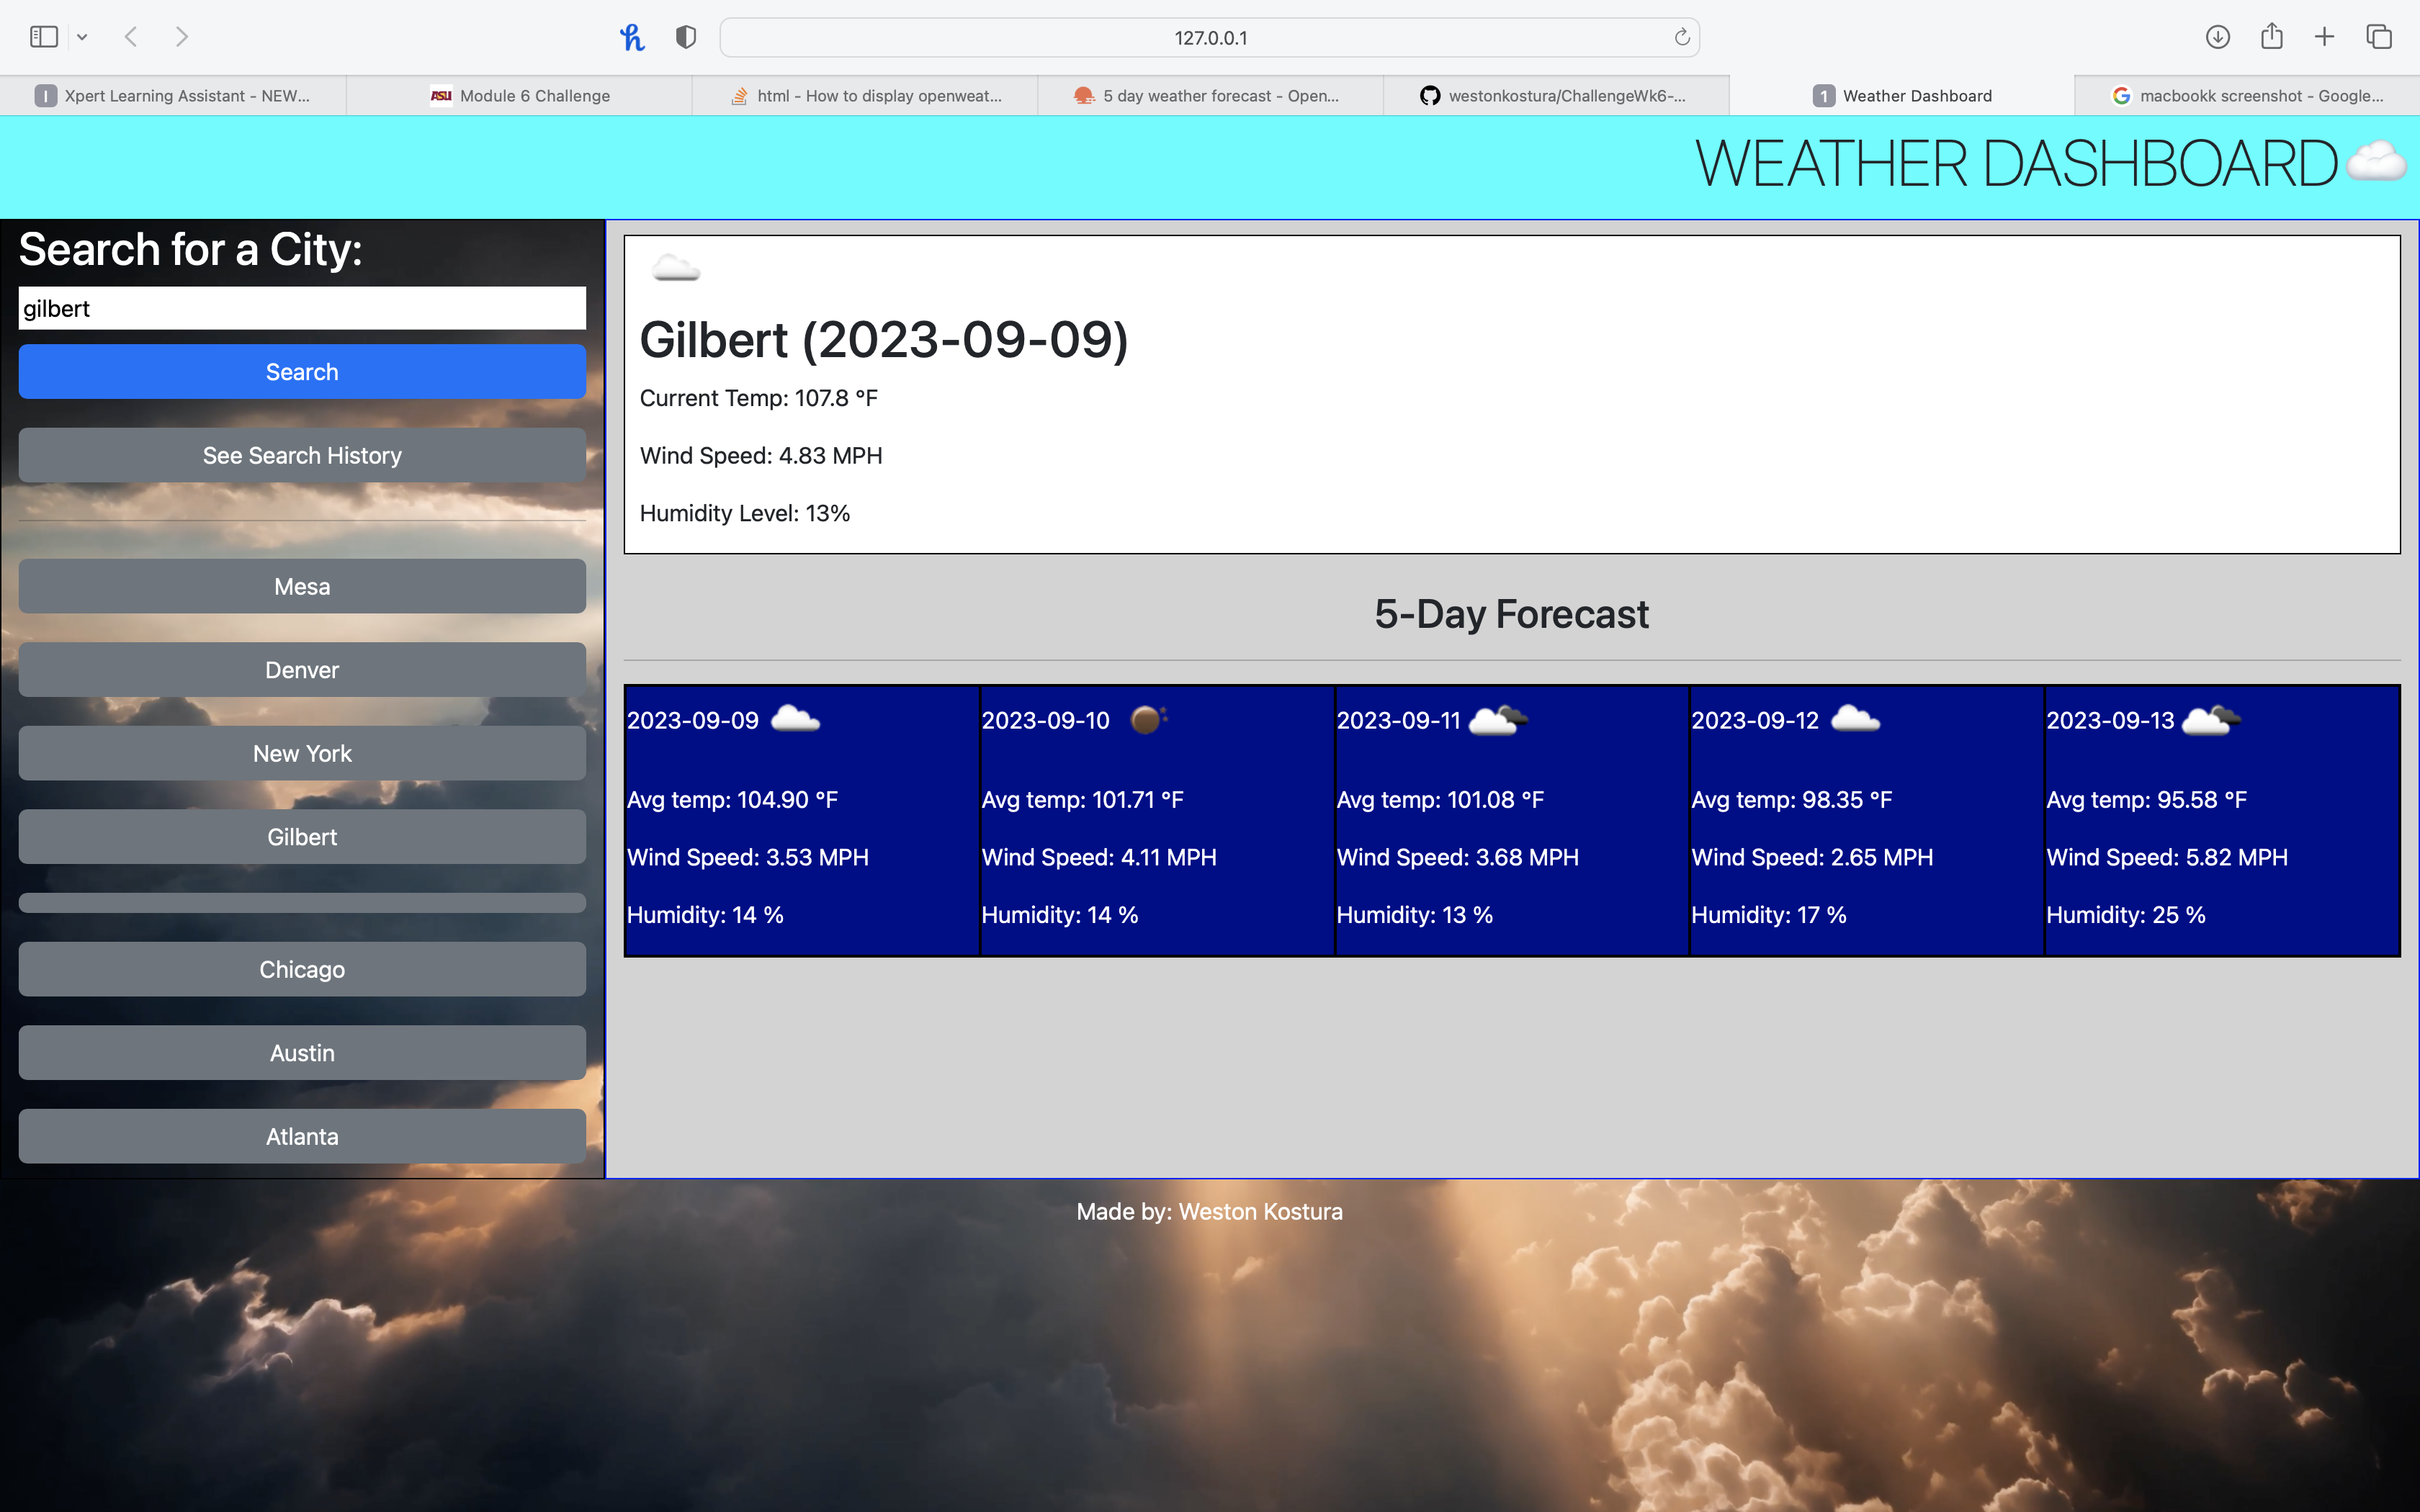 127.0.0.1
Xpert Learning Assistant - NEW...
ASU Module 6 Challenge
html - How to display openweat...
5 day weather forecast - Open...
westonkostura/ChallengeWk6-...
1 Weather Dashboard
macbookk screenshot - Google...
WEATHER DASHBOARD
Search for a City:
gilbert
Search
See Search History
Mesa
Denver
New York
Gilbert
Chicago
Austin
Atlanta
Gilbert (2023-09-09)
Current Temp: 107.8 °F
Wind Speed: 4.83 MPH
Humidity Level: 13%
5-Day Forecast
2023-09-09
Avg temp: 104.90 °F
Wind Speed: 3.53 MPH
Humidity: 14 %
2023-09-10
Avg temp: 101.71 °F
Wind Speed: 4.11 MPH
Humidity: 14 %
2023-09-11
Avg temp: 101.08 °F
Wind Speed: 3.68 MPH
Humidity: 13 %
2023-09-12
Avg temp: 98.35 °F
Wind Speed: 2.65 MPH
Humidity: 17 %
2023-09-13
Avg temp: 95.58 °F
Wind Speed: 5.82 MPH
Humidity: 25 %
Made by: Weston Kostura